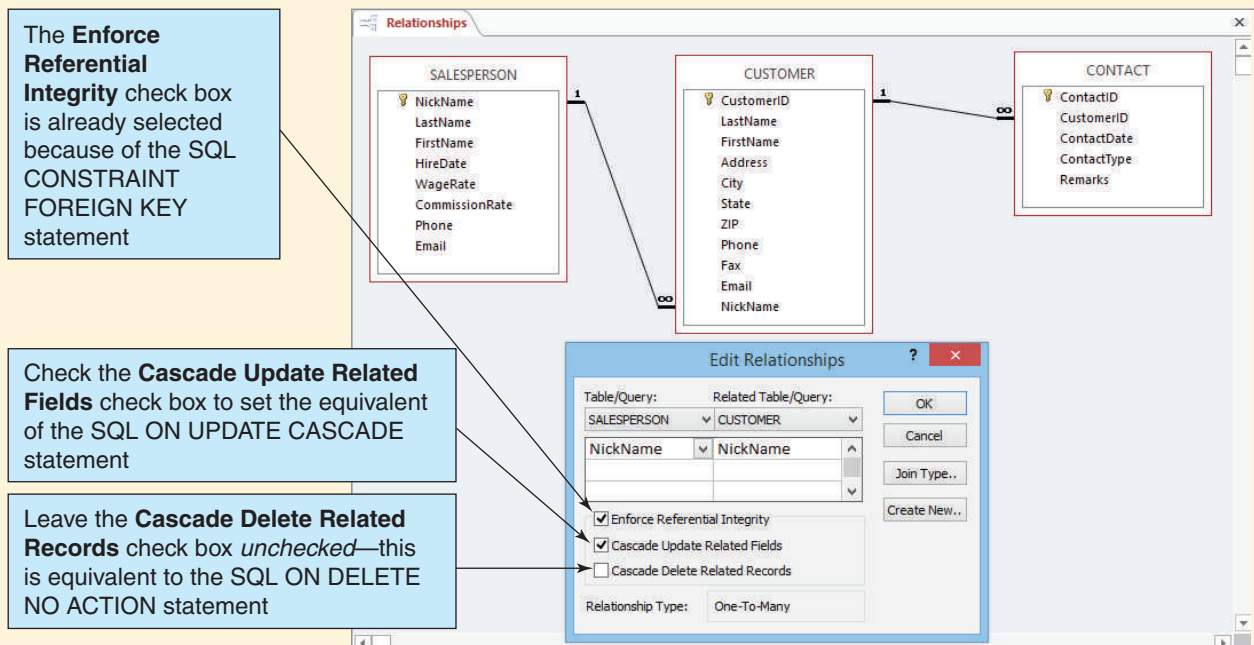 The Enforce
Referential
Integrity check box
is already selected
because of the SQL
CONSTRAINT
FOREIGN KEY
statement
Check the Cascade Update Related
Fields check box to set the equivalent
of the SQL ON UPDATE CASCADE
statement
Leave the Cascade Delete Related
Records check box unchecked—this
is equivalent to the SQL ON DELETE
NO ACTION statement
Relationships
SALESPERSON
NickName
LastName
FirstName
HireDate
WageRate
CommissionRate
Phone
Email
1
∞
CUSTOMER
CustomerID
LastName
FirstName
Address
City
State
ZIP
Phone
Fax
Email
NickName
1
∞
CONTACT
ContactID
CustomerID
ContactDate
ContactType
Remarks
Edit Relationships
?
Table/Query: Related Table/Query:
SALESPERSON CUSTOMER
NickName NickName
Enforce Referential Integrity
Cascade Update Related Fields
Cascade Delete Related Records
Relationship Type: One-To-Many
OK
Cancel
Join Type..
Create New..